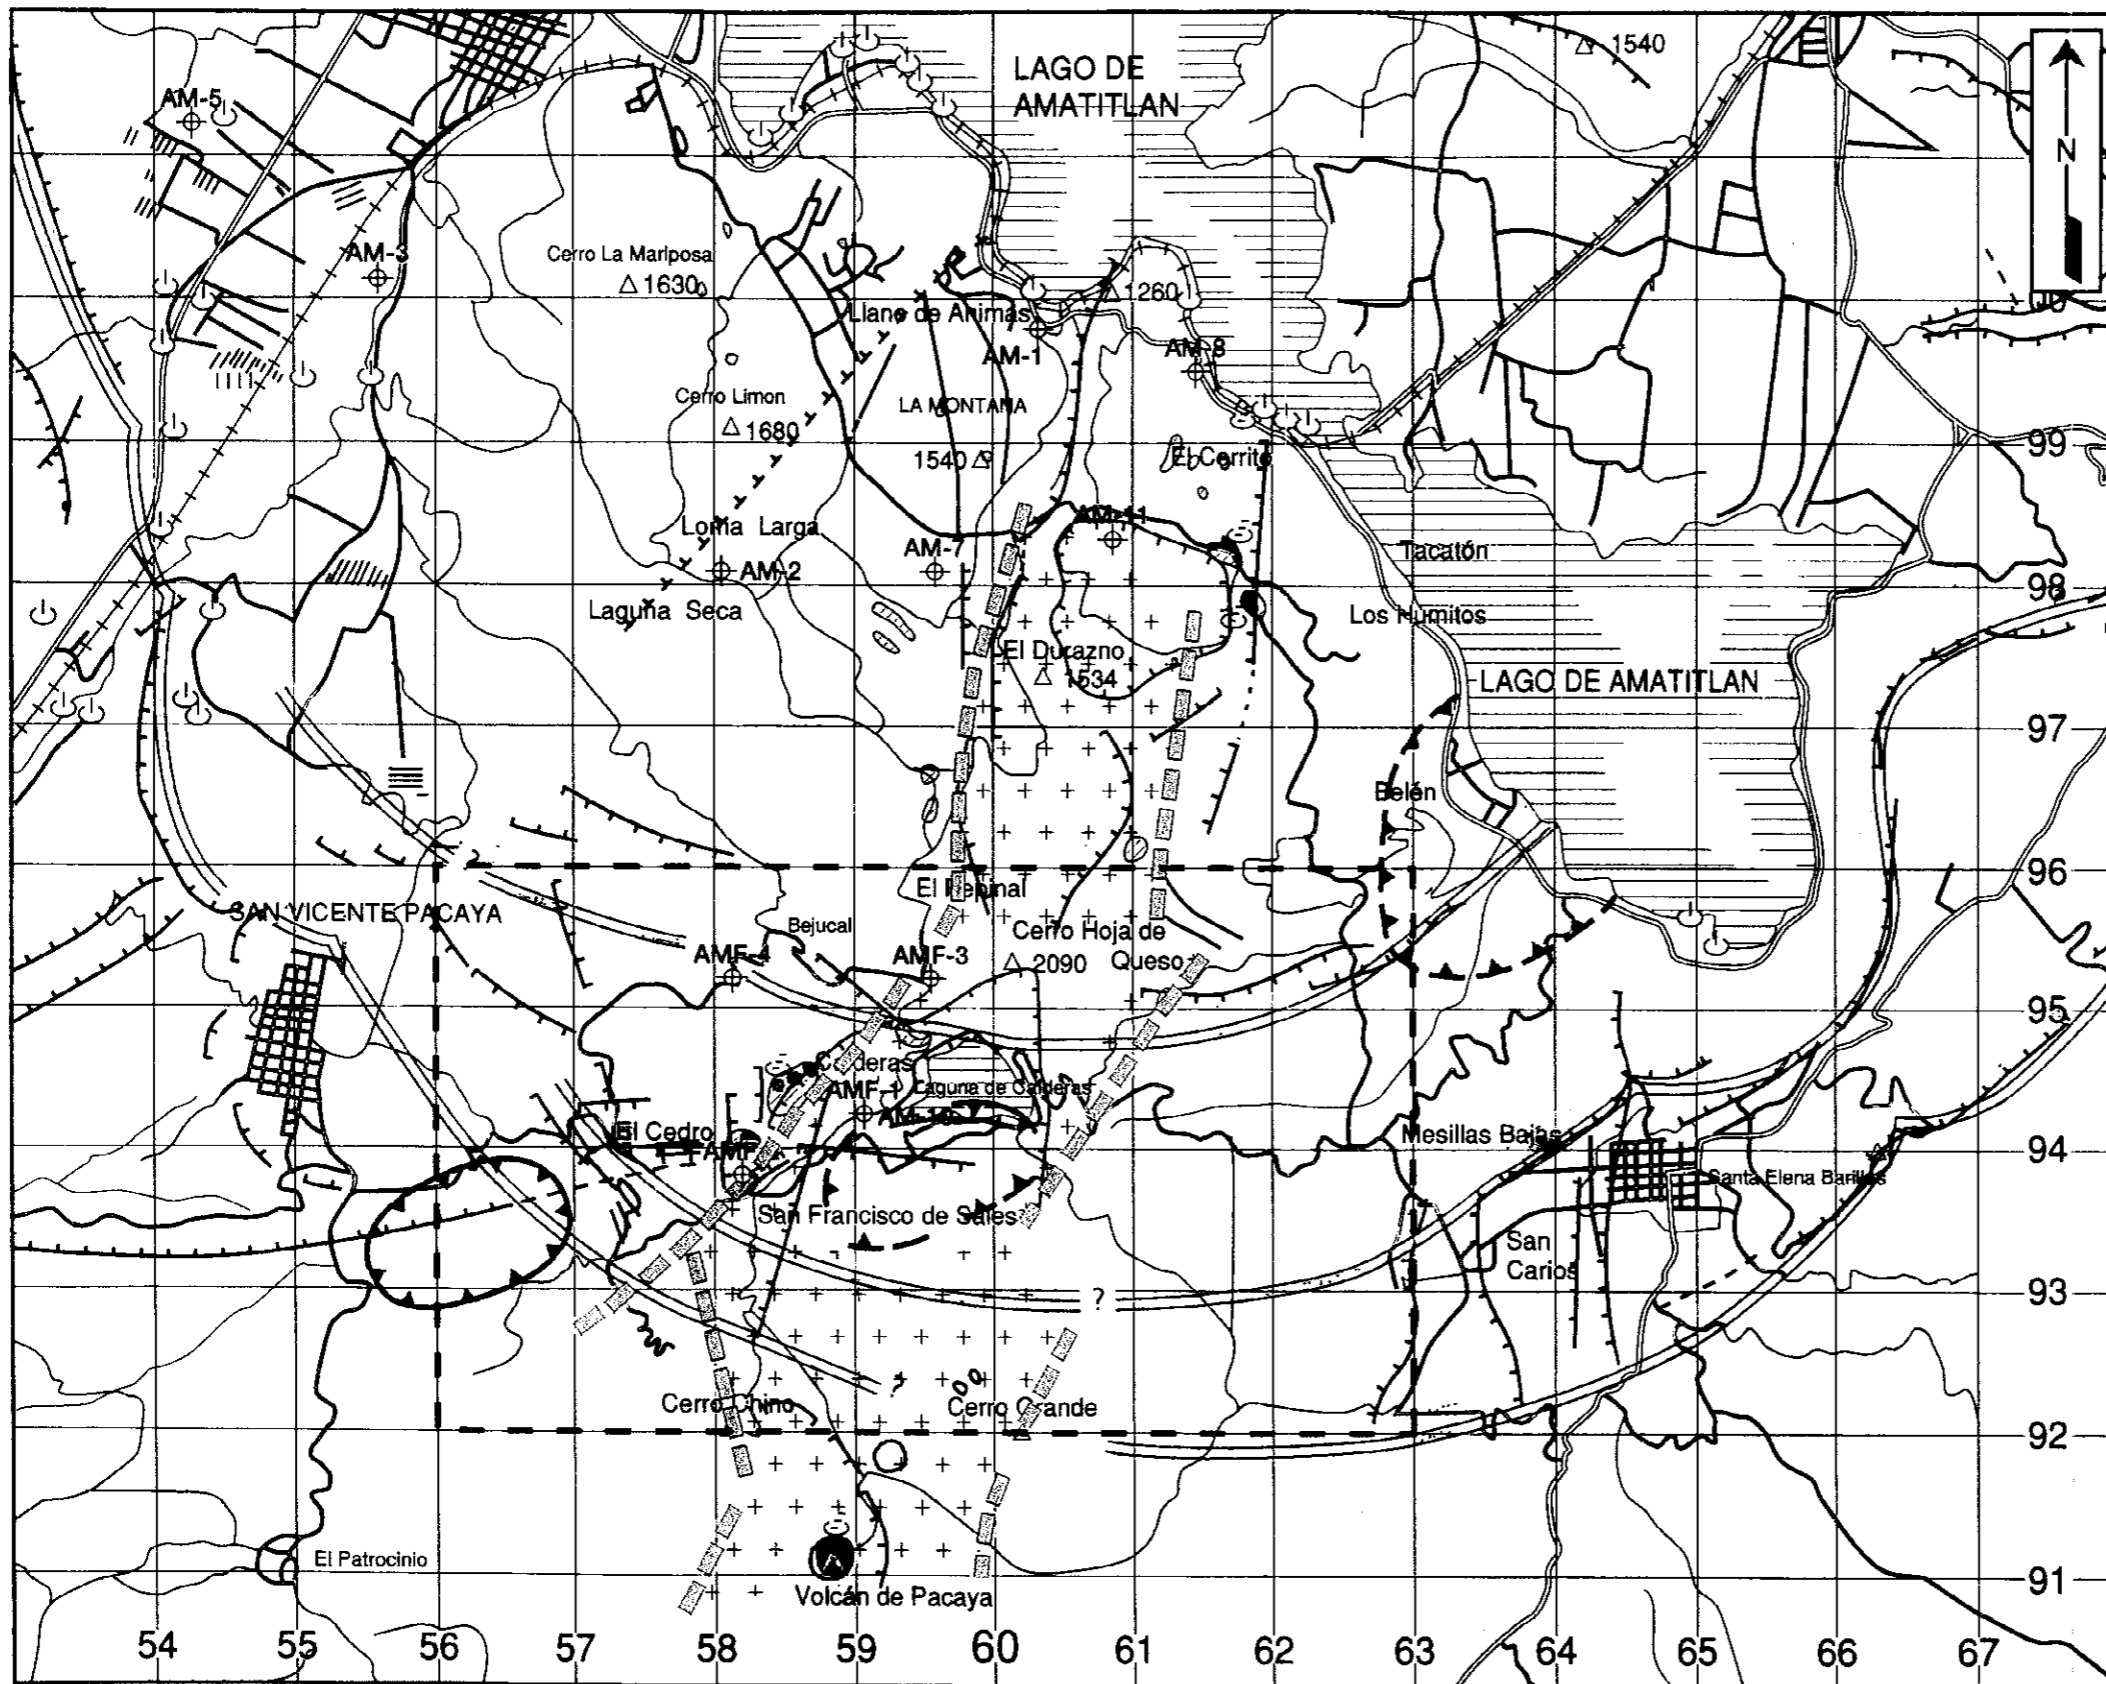 1540
LAGO DE
AMATITLAN
AM-5
N
AM-3
Cerro La Mariposa
1630
1260
Llano de Animas
AM-1
AM-8
Cerro Limon
1680
LA MONTANA
1540
El Cerrito
99
Loma Larga
AM-11
AM-7
AM-2
Tacatón
98
Laguna Seca
Los Humitos
El Durazno
1534
LAGO DE AMATITLAN
97
Belén
96
El Pepinal
SAN VICENTE PACAYA
Bejucal
AMF-4
AMF-3
Cerro Hoja de
Queso
2090
95
Calderas
AMF-1
Laguna de Calderas
El Cedro
Mesillas Bajas
94
Santa Elena Barillas
San Francisco de Sales
San
Carlos
93
?
?
Cerro Chino
Cerro Grande
92
El Patrocinio
91
Volcán de Pacaya
54
55
56
57
58
59
60
61
62
63
64
65
66
67